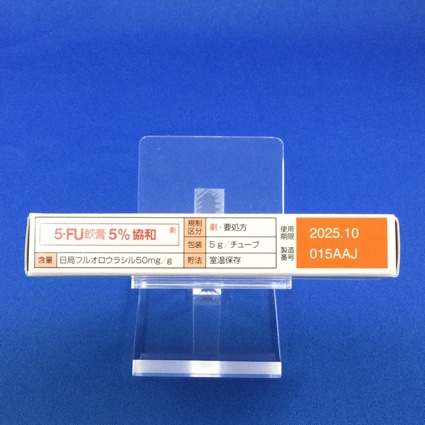 5-FU軟膏5%協和 劇
含量 日局フルオロウラシル50mg/g
規制区分 劇・要処方
包装 5g/チューブ
貯法 室温保存
使用期限 2025.10
製造番号 015AAJ